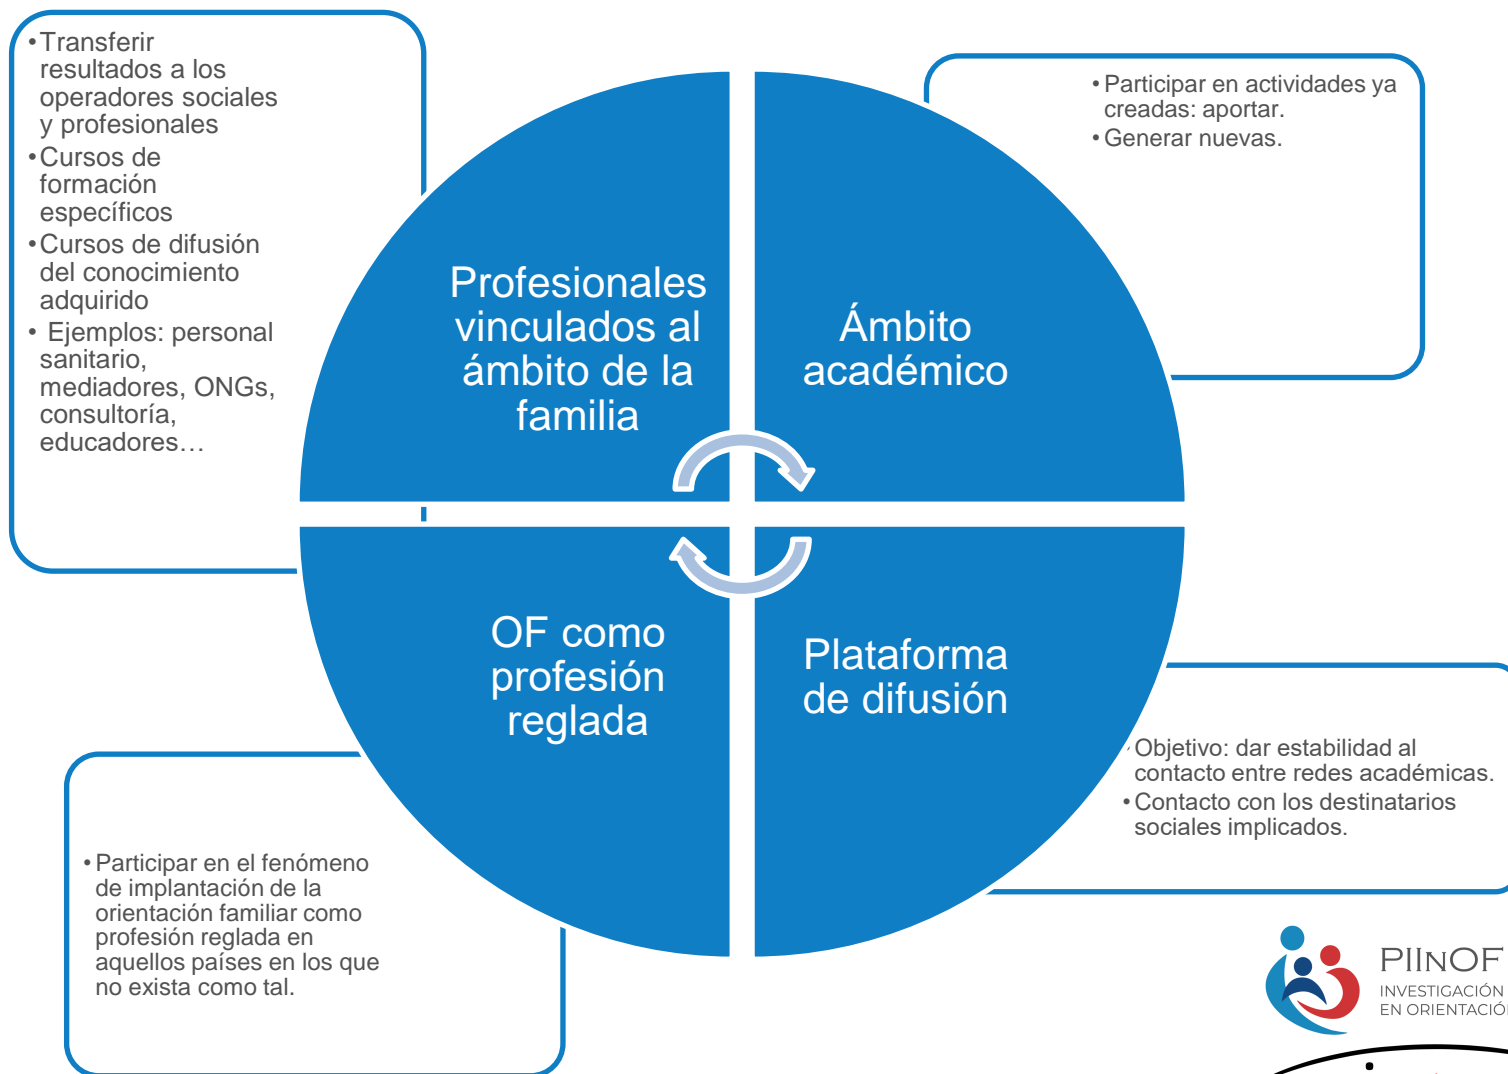 •Transferir
resultados a los
operadores sociales
y profesionales
•Cursos de
formación
específicos
•Cursos de difusión
del conocimiento
adquirido
• Ejemplos: personal
sanitario,
mediadores, ONGs,
consultoría,
educadores…
•Participar en actividades ya
creadas: aportar.
•Generar nuevas.
Profesionales
vinculados al
ámbito de la
familia
Ámbito
académico
OF como
profesión
reglada
Plataforma
de difusión
•Objetivo: dar estabilidad al
contacto entre redes académicas.
•Contacto con los destinatarios
sociales implicados.
•Participar en el fenómeno
de implantación de la
orientación familiar como
profesión reglada en
aquellos países en los que
no exista como tal.
PIINOF
INVESTIGACIÓN
EN ORIENTACIÓ